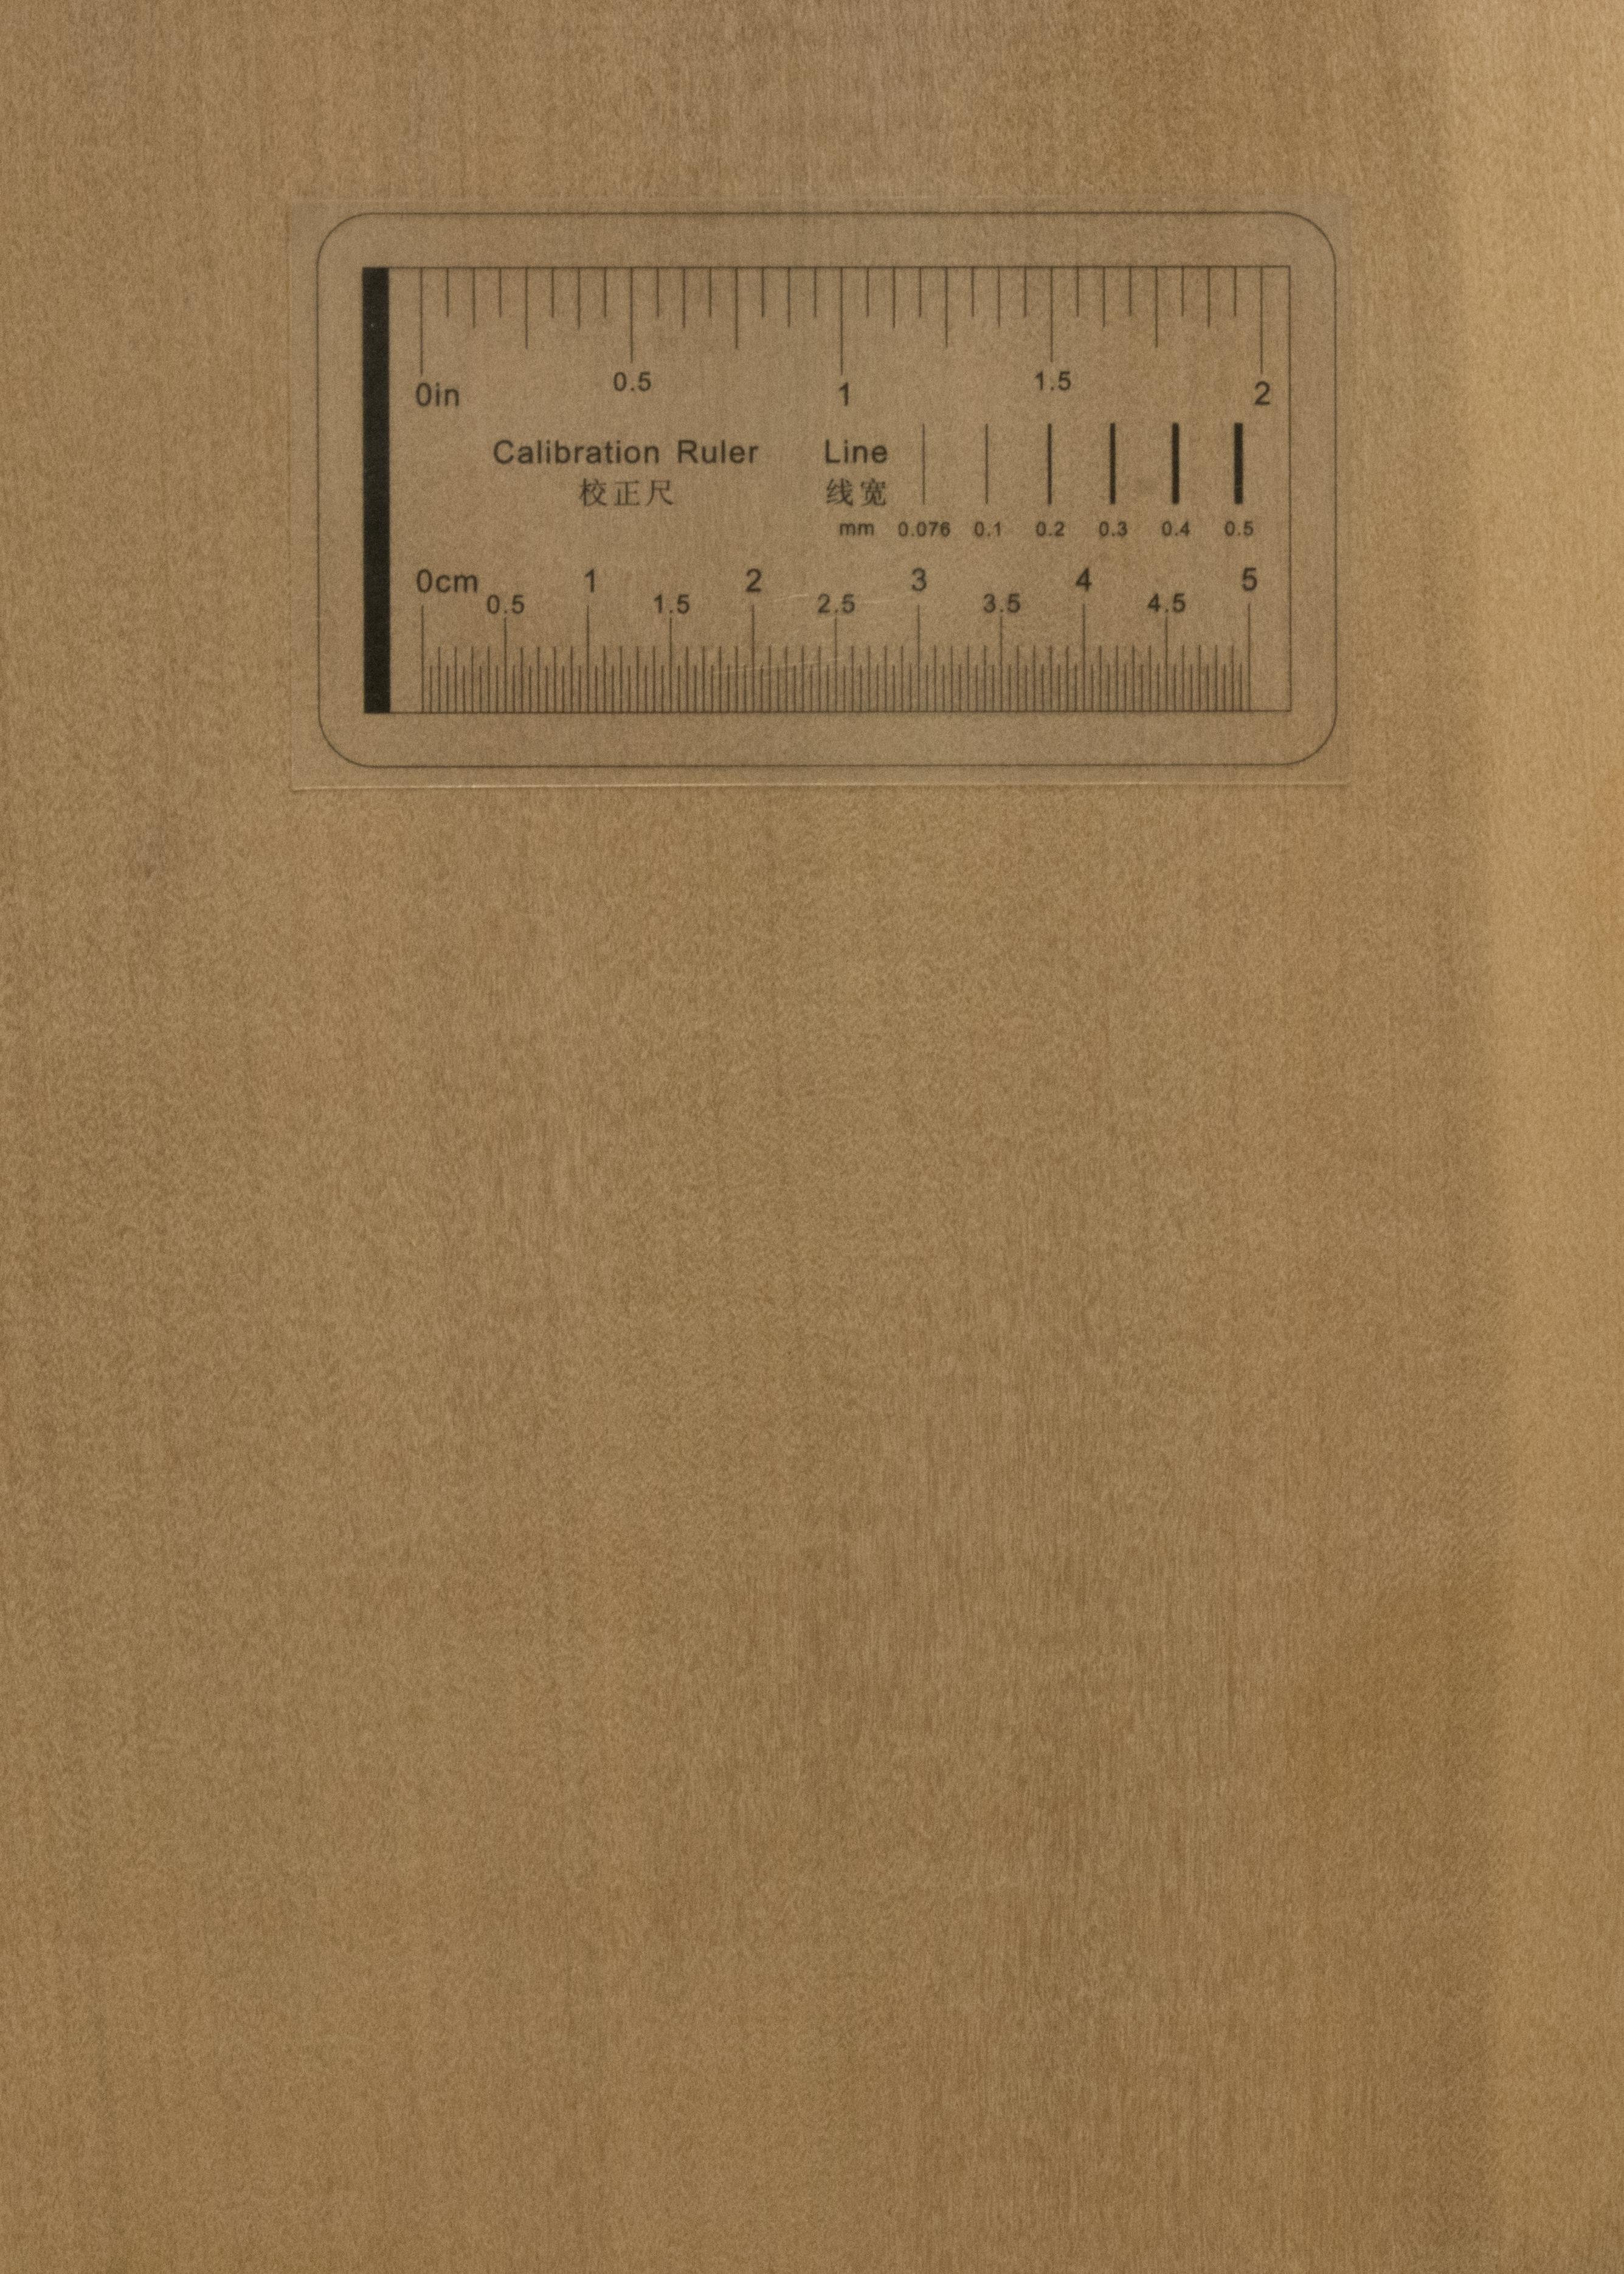 0in 0.5 1 1.5 2
Calibration Ruler Line
校正尺 线宽
mm 0.076 0.1 0.2 0.3 0.4 0.5
0cm 0.5 1 1.5 2 2.5 3 3.5 4 4.5 5